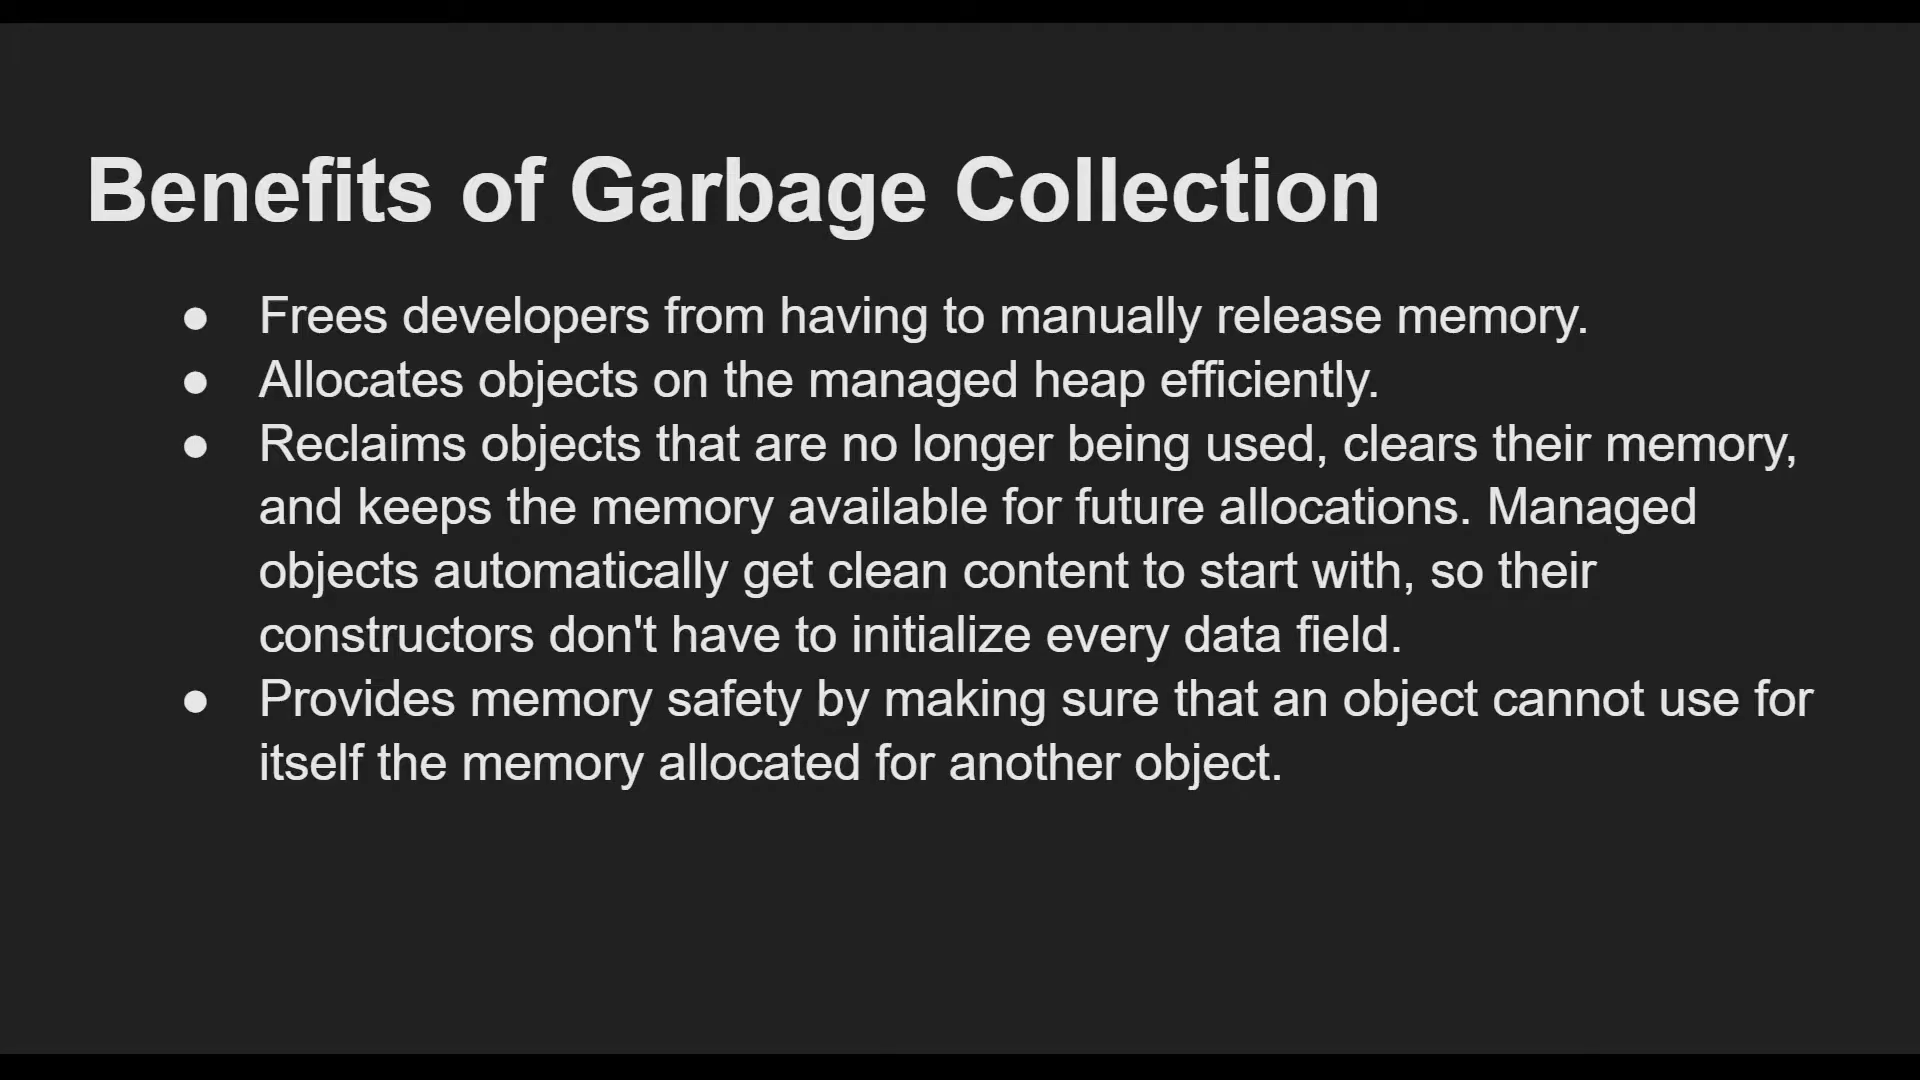 Benefits of Garbage Collection
● Frees developers from having to manually release memory.
● Allocates objects on the managed heap efficiently.
● Reclaims objects that are no longer being used, clears their memory,
and keeps the memory available for future allocations. Managed
objects automatically get clean content to start with, so their
constructors don't have to initialize every data field.
● Provides memory safety by making sure that an object cannot use for
itself the memory allocated for another object.